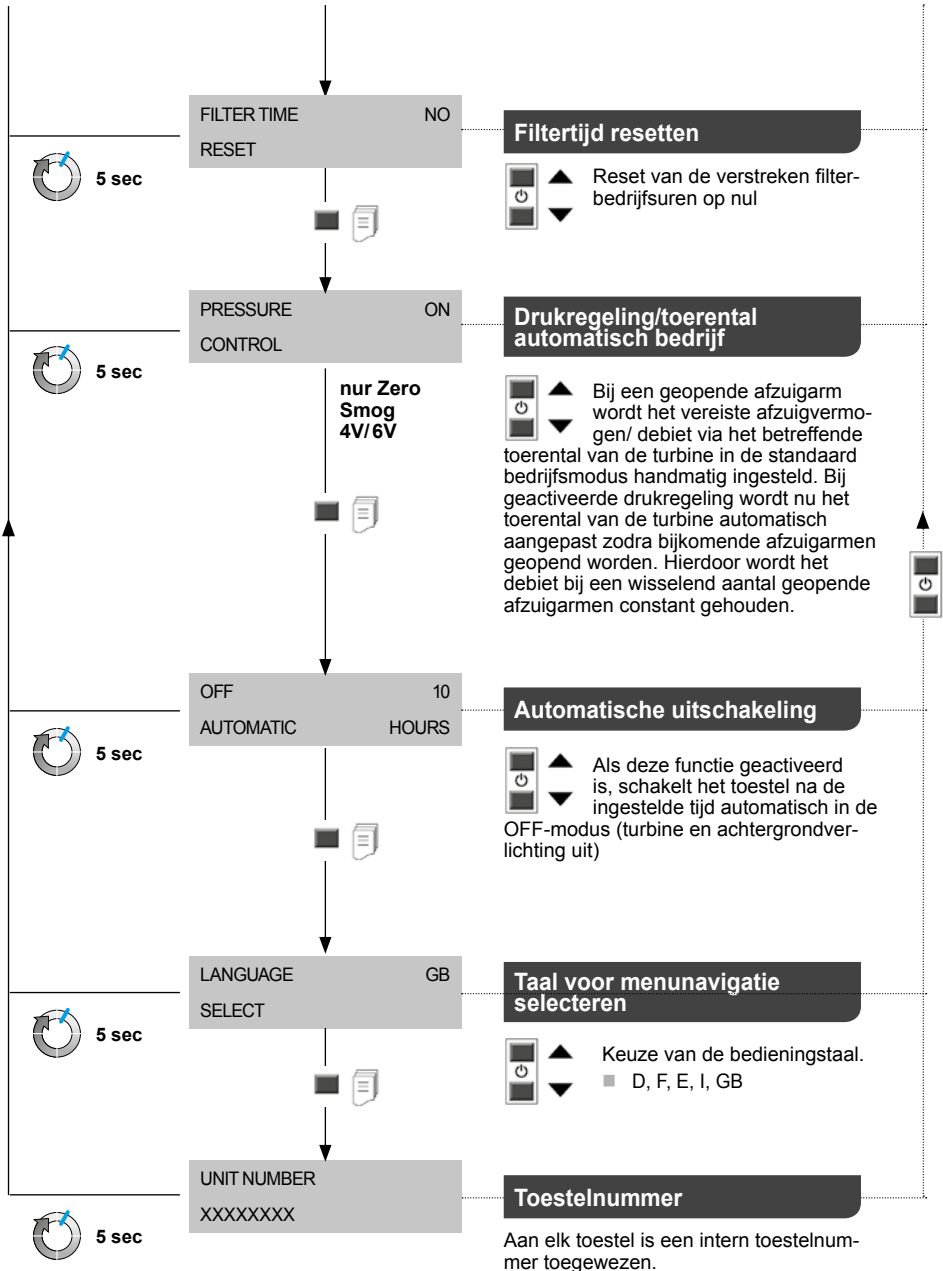 FILTER TIME NO
RESET
5 sec
Filtertijd resetten
Reset van de verstreken filter-
bedrijfsuren op nul
PRESSURE ON
CONTROL
5 sec
nur Zero
Smog
4V/6V
Drukregeling/toerental
automatisch bedrijf
Bij een geopende afzuigarm
wordt het vereiste afzuigvermo-
gen/ debiet via het betreffende
toerental van de turbine in de standaard
bedrijfsmodus handmatig ingesteld. Bij
geactiveerde drukregeling wordt nu het
toerental van de turbine automatisch
aangepast zodra bijkomende afzuigarmen
geopend worden. Hierdoor wordt het
debiet bij een wisselend aantal geopende
afzuigarmen constant gehouden.
OFF 10
AUTOMATIC HOURS
5 sec
Automatische uitschakeling
Als deze functie geactiveerd
is, schakelt het toestel na de
ingestelde tijd automatisch in de
OFF-modus (turbine en achtergrondver-
lichting uit)
LANGUAGE GB
SELECT
5 sec
Taal voor menunavigatie
selecteren
Keuze van de bedieningstaal.
D, F, E, I, GB
UNIT NUMBER
XXXXXXXX
5 sec
Toestelnummer
Aan elk toestel is een intern toestelnum-
mer toegewezen.